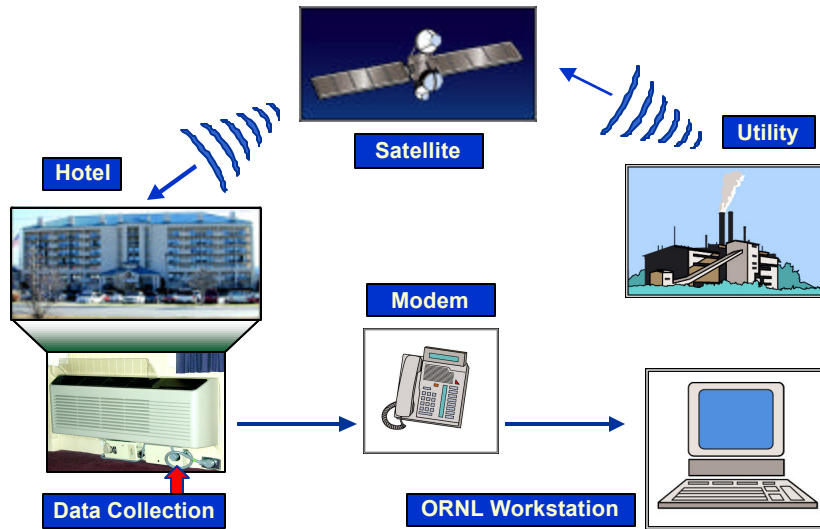 Satellite
Utility
Hotel
Modem
Data Collection
ORNL Workstation